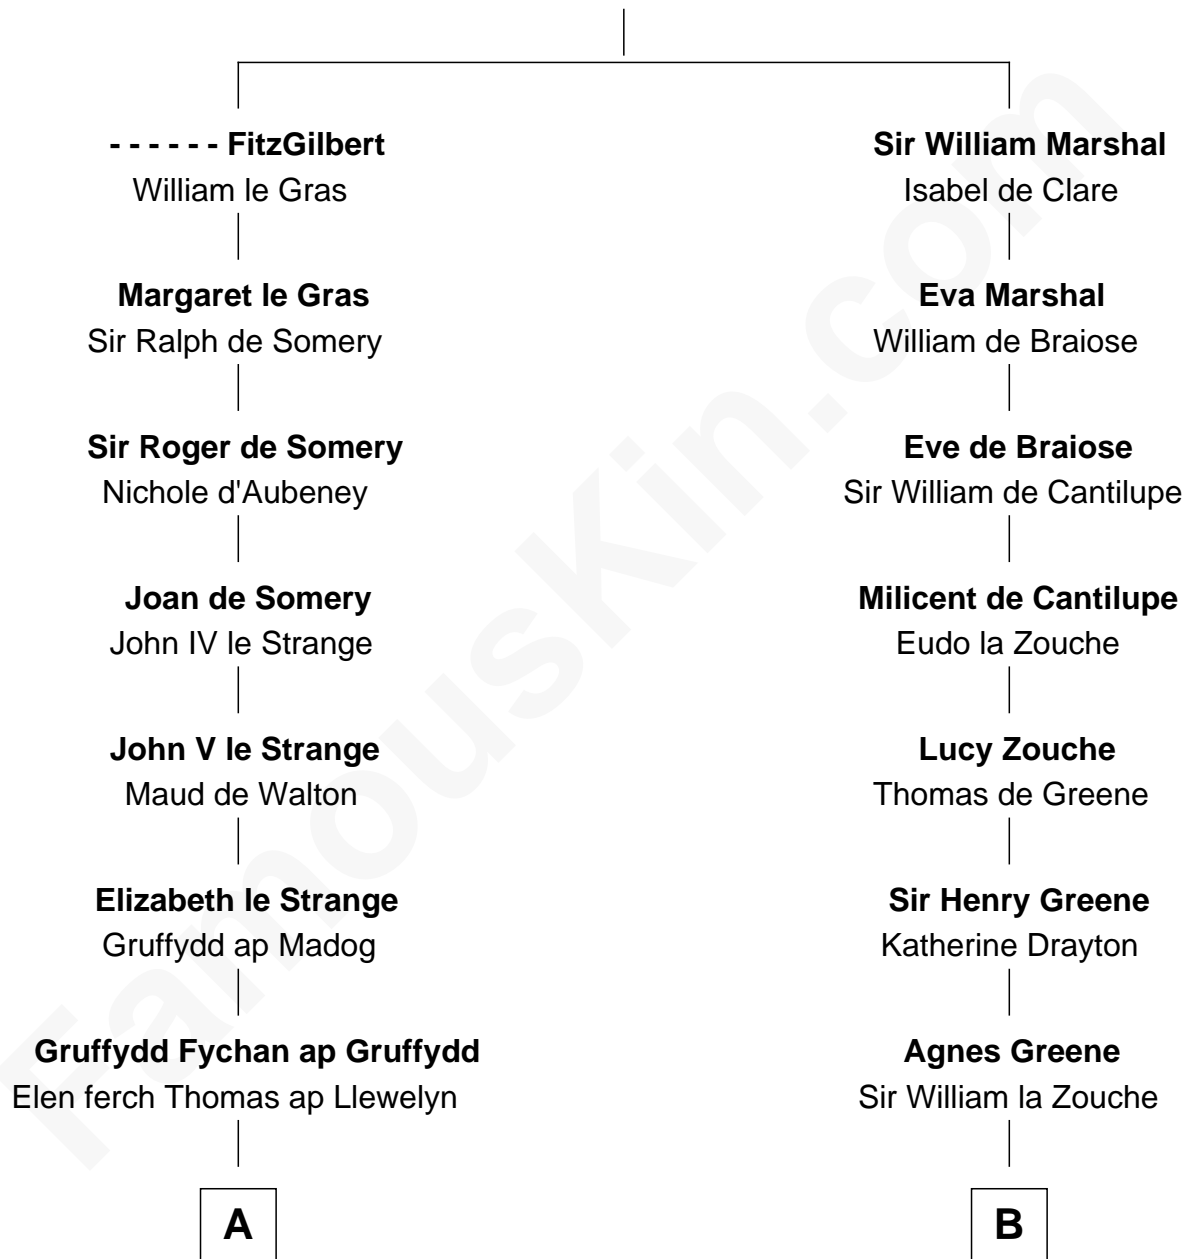 - - - - - - FitzGilbert
William le Gras
Margaret le Gras
Sir Ralph de Somery
Sir Roger de Somery
Nichole d'Aubeney
Joan de Somery
John IV le Strange
John V le Strange
Maud de Walton
Elizabeth le Strange
Gruffydd ap Madog
Gruffydd Fychan ap Gruffydd
Elen ferch Thomas ap Llewelyn
A
Sir William Marshal
Isabel de Clare
Eva Marshal
William de Braiose
Eve de Braiose
Sir William de Cantilupe
Milicent de Cantilupe
Eudo la Zouche
Lucy Zouche
Thomas de Greene
Sir Henry Greene
Katherine Drayton
Agnes Greene
Sir William la Zouche
B
FamousKin.com